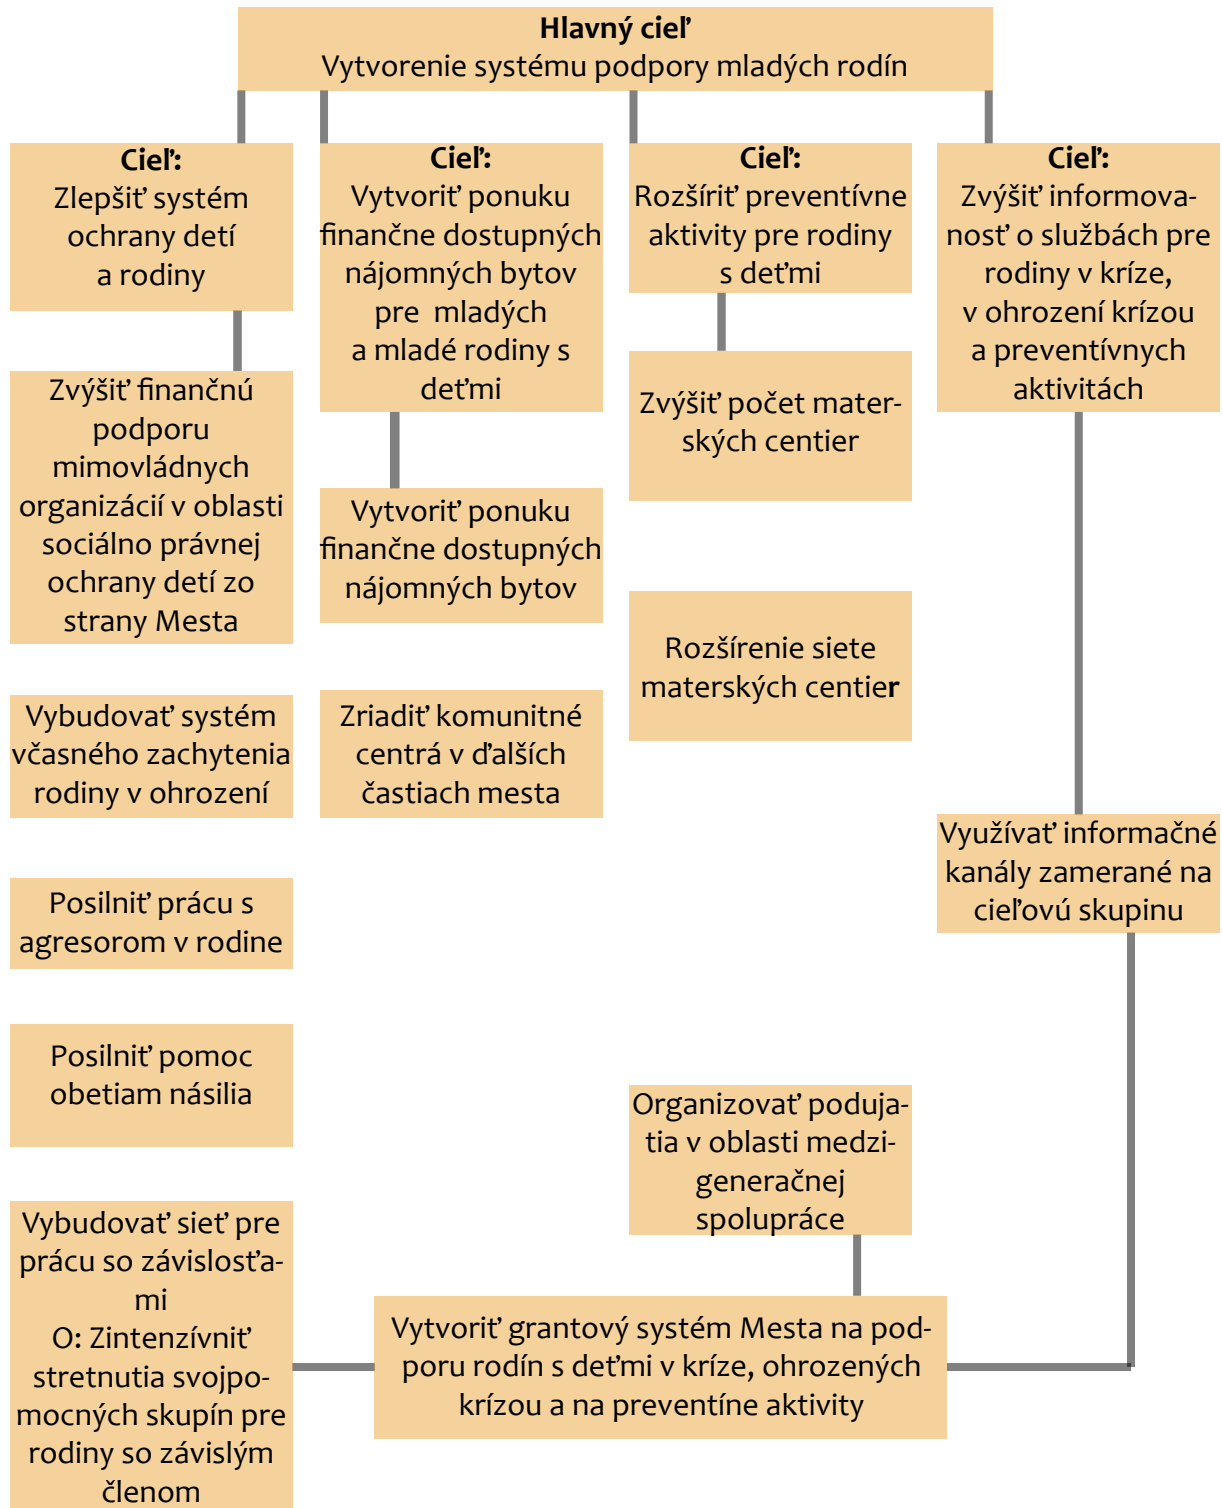 Hlavný cieľ
Vytvorenie systému podpory mladých rodín
Cieľ:
Zlepšiť systém
ochrany detí
a rodiny
Cieľ:
Vytvoriť ponuku
finančne dostupných
nájomných bytov
pre mladých
a mladé rodiny s
deťmi
Cieľ:
Rozšíriť preventívne
aktivity pre rodiny
s deťmi
Cieľ:
Zvýšiť informova-
nosť o službách pre
rodiny v kríze,
v ohrození krízou
a preventívnych
aktivitách
Zvýšiť finančnú
podporu
mimovládnych
organizácií v oblasti
sociálno právnej
ochrany detí zo
strany Mesta
Vytvoriť ponuku
finančne dostupných
nájomných bytov
Zvýšiť počet mater-
ských centier
Rozšírenie siete
materských centier
Vybudovať systém
včasného zachytenia
rodiny v ohrození
Zriadiť komunitné
centrá v ďalších
častiach mesta
Využívať informačné
kanály zamerané na
cieľovú skupinu
Posilniť prácu s
agresorom v rodine
Posilniť pomoc
obetiam násilia
Organizovať poduja-
tia v oblasti medzi-
generačnej
spolupráce
Vybudovať sieť pre
prácu so závislosťa-
mi
O: Zintenzívniť
stretnutia svojpo-
mocných skupín pre
rodiny so závislým
členom
Vytvoriť grantový systém Mesta na pod-
poru rodín s deťmi v kríze, ohrozených
krízou a na preventíne aktivity